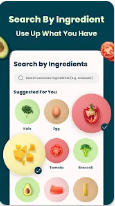 Search By Ingredient
Use Up What You Have
Search by Ingredients
Suggested For You
Kale
Egg
Tomato
Broccoli